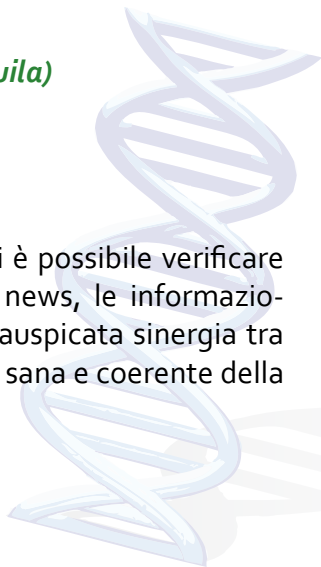 uila)
i è possibile verificare
news, le informazio-
auspicata sinergia tra
sana e coerente della